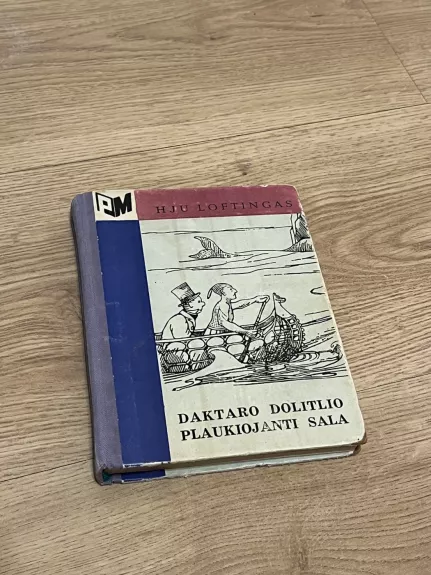 PM
HJU LOFTINGAS
DAKTARO DOLITLIO
PLAUKIOJANTI SALA